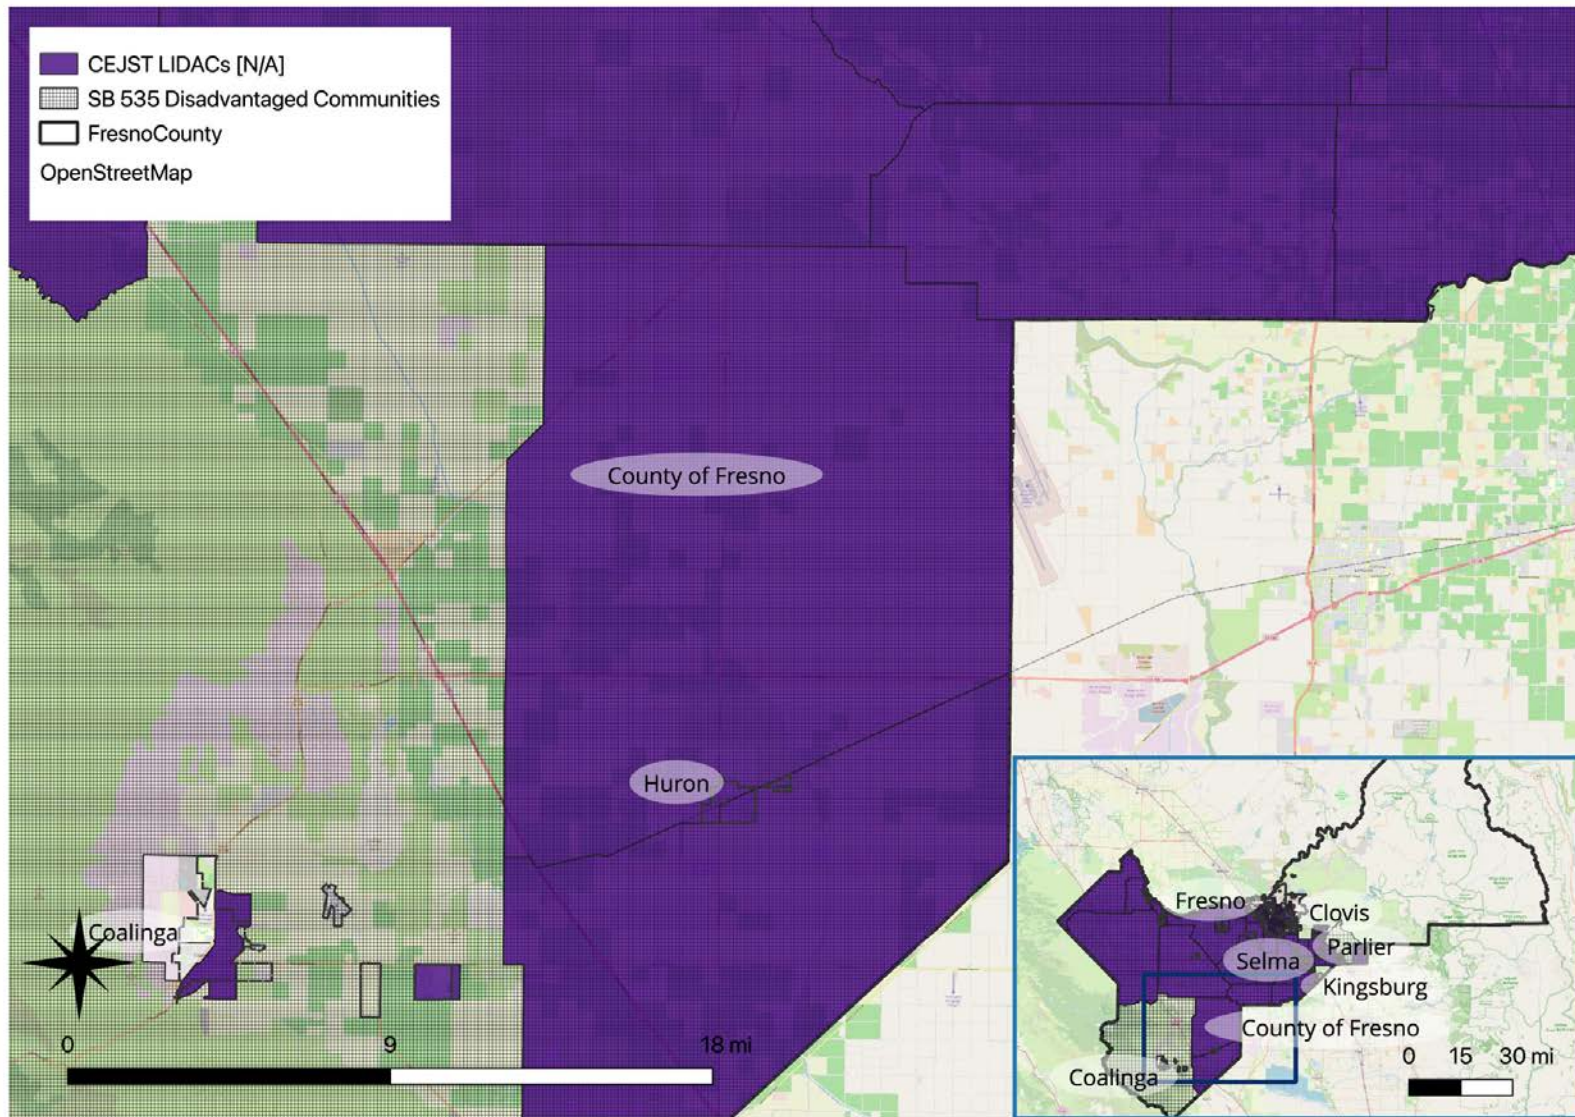 CEJST LIDACs [N/A]
SB 535 Disadvantaged Communities
FresnoCounty
OpenStreetMap
County of Fresno
Huron
Coalinga
0 9 18 mi
Fresno
Clovis
Parlier
Selma
Kingsburg
County of Fresno
Coalinga
0 15 30 mi